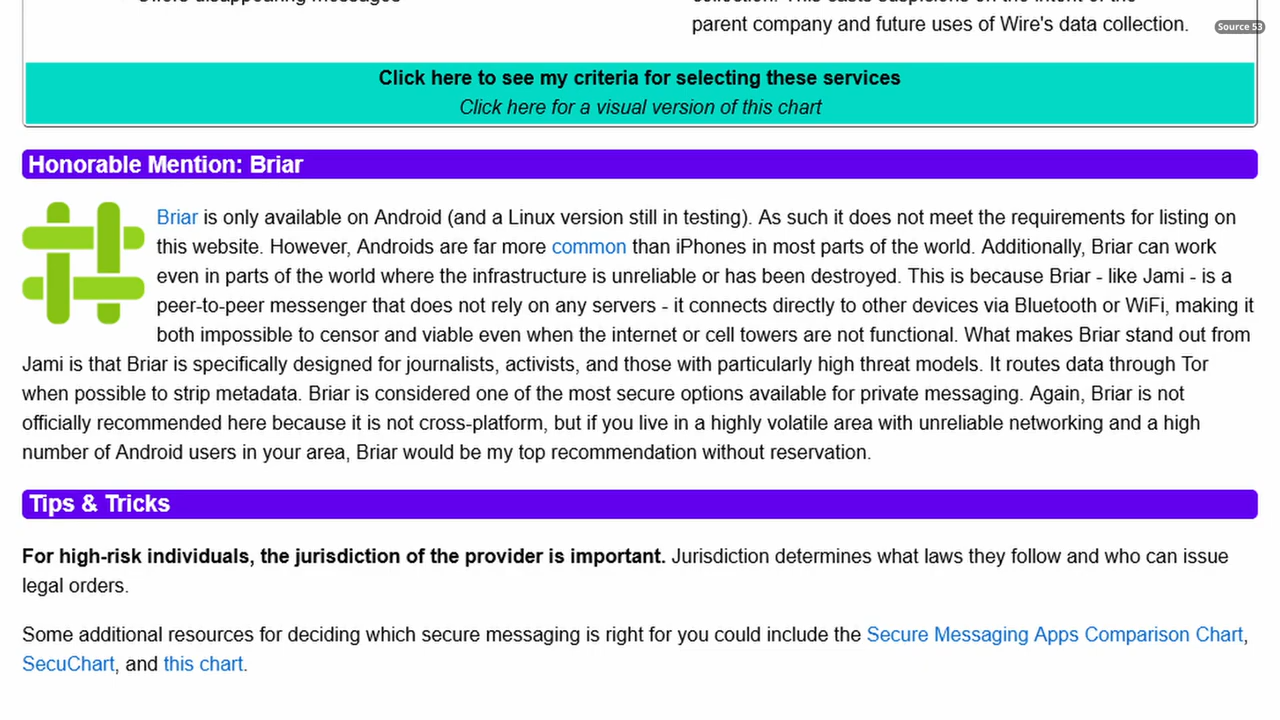 Offers disappearing messages
collection. This casts suspicions on the intent of the
parent company and future uses of Wire's data collection.
Source 53
Click here to see my criteria for selecting these services
Click here for a visual version of this chart
Honorable Mention: Briar
Briar is only available on Android (and a Linux version still in testing). As such it does not meet the requirements for listing on
this website. However, Androids are far more common than iPhones in most parts of the world. Additionally, Briar can work
even in parts of the world where the infrastructure is unreliable or has been destroyed. This is because Briar - like Jami - is a
peer-to-peer messenger that does not rely on any servers - it connects directly to other devices via Bluetooth or WiFi, making it
both impossible to censor and viable even when the internet or cell towers are not functional. What makes Briar stand out from
Jami is that Briar is specifically designed for journalists, activists, and those with particularly high threat models. It routes data through Tor
when possible to strip metadata. Briar is considered one of the most secure options available for private messaging. Again, Briar is not
officially recommended here because it is not cross-platform, but if you live in a highly volatile area with unreliable networking and a high
number of Android users in your area, Briar would be my top recommendation without reservation.
Tips & Tricks
For high-risk individuals, the jurisdiction of the provider is important. Jurisdiction determines what laws they follow and who can issue
legal orders.
Some additional resources for deciding which secure messaging is right for you could include the Secure Messaging Apps Comparison Chart,
SecuChart, and this chart.